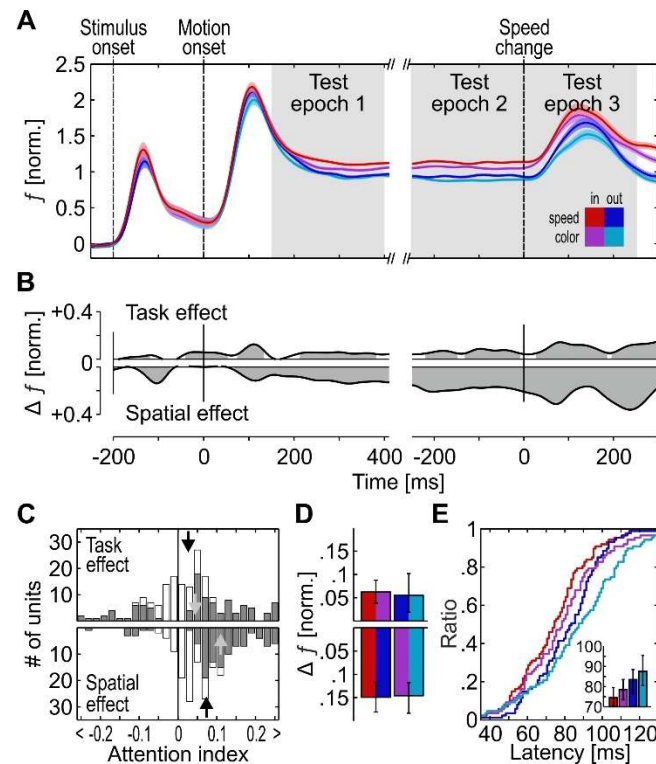 A
Stimulus onset
Motion onset
Speed change
2.5
2
1.5
1
0.5
0
f [norm.]
Test epoch 1
Test epoch 2
Test epoch 3
in out
speed
color
B
+0.4
0
+0.4
Δ f [norm.]
Task effect
Spatial effect
-200 0 200 400 -200 0 200
Time [ms]
C
30
20
10
10
20
30
# of units
Task effect
Spatial effect
< -0.2 -0.1 0 0.1 0.2 >
Attention index
D
.15
.05
.05
.15
Δ f [norm.]
E
1
.8
.6
.4
.2
0
Ratio
100
90
80
70
40 60 80 100 120
Latency [ms]